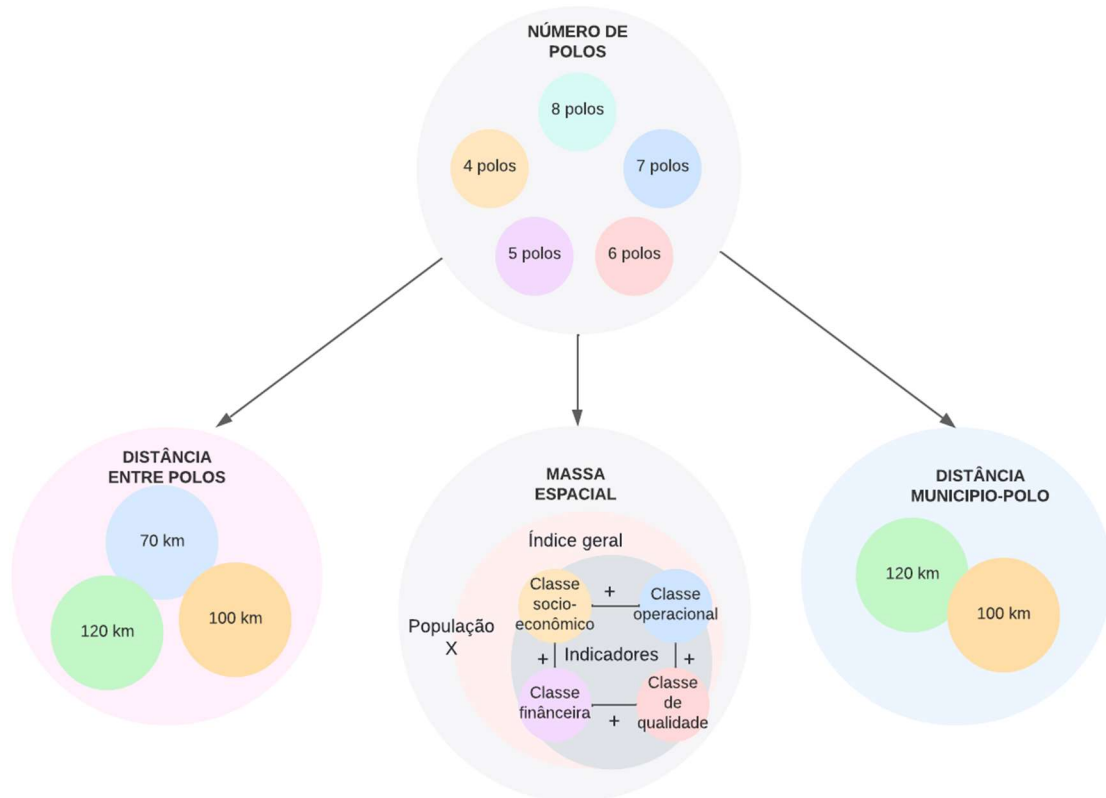 NÚMERO DE
POLOS
8 polos
4 polos
7 polos
5 polos
6 polos
DISTÂNCIA
ENTRE POLOS
70 km
120 km
100 km
MASSA
ESPACIAL
Índice geral
População
X
Classe
socio-
econômico
+
Classe
operacional
+
Indicadores
+
Classe
finânceira
+
Classe
de
qualidade
DISTÂNCIA
MUNICIPIO-POLO
120 km
100 km